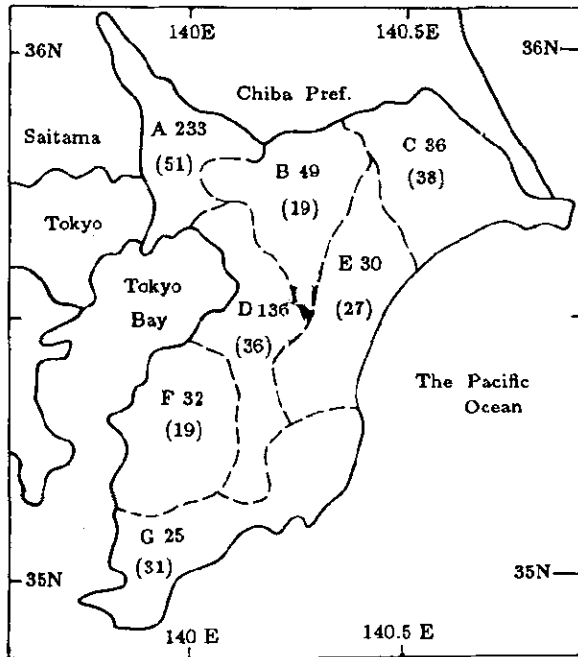 140E 140.5E
36N 36N
Chiba Pref.
Saitama
A 233
(51)
C 36
(38)
B 49
(19)
Tokyo
E 30
(27)
Tokyo
Bay
D 136
(36)
F 32
(19)
The Pacific
Ocean
G 25
(31)
35N 35N
140 E 140.5 E